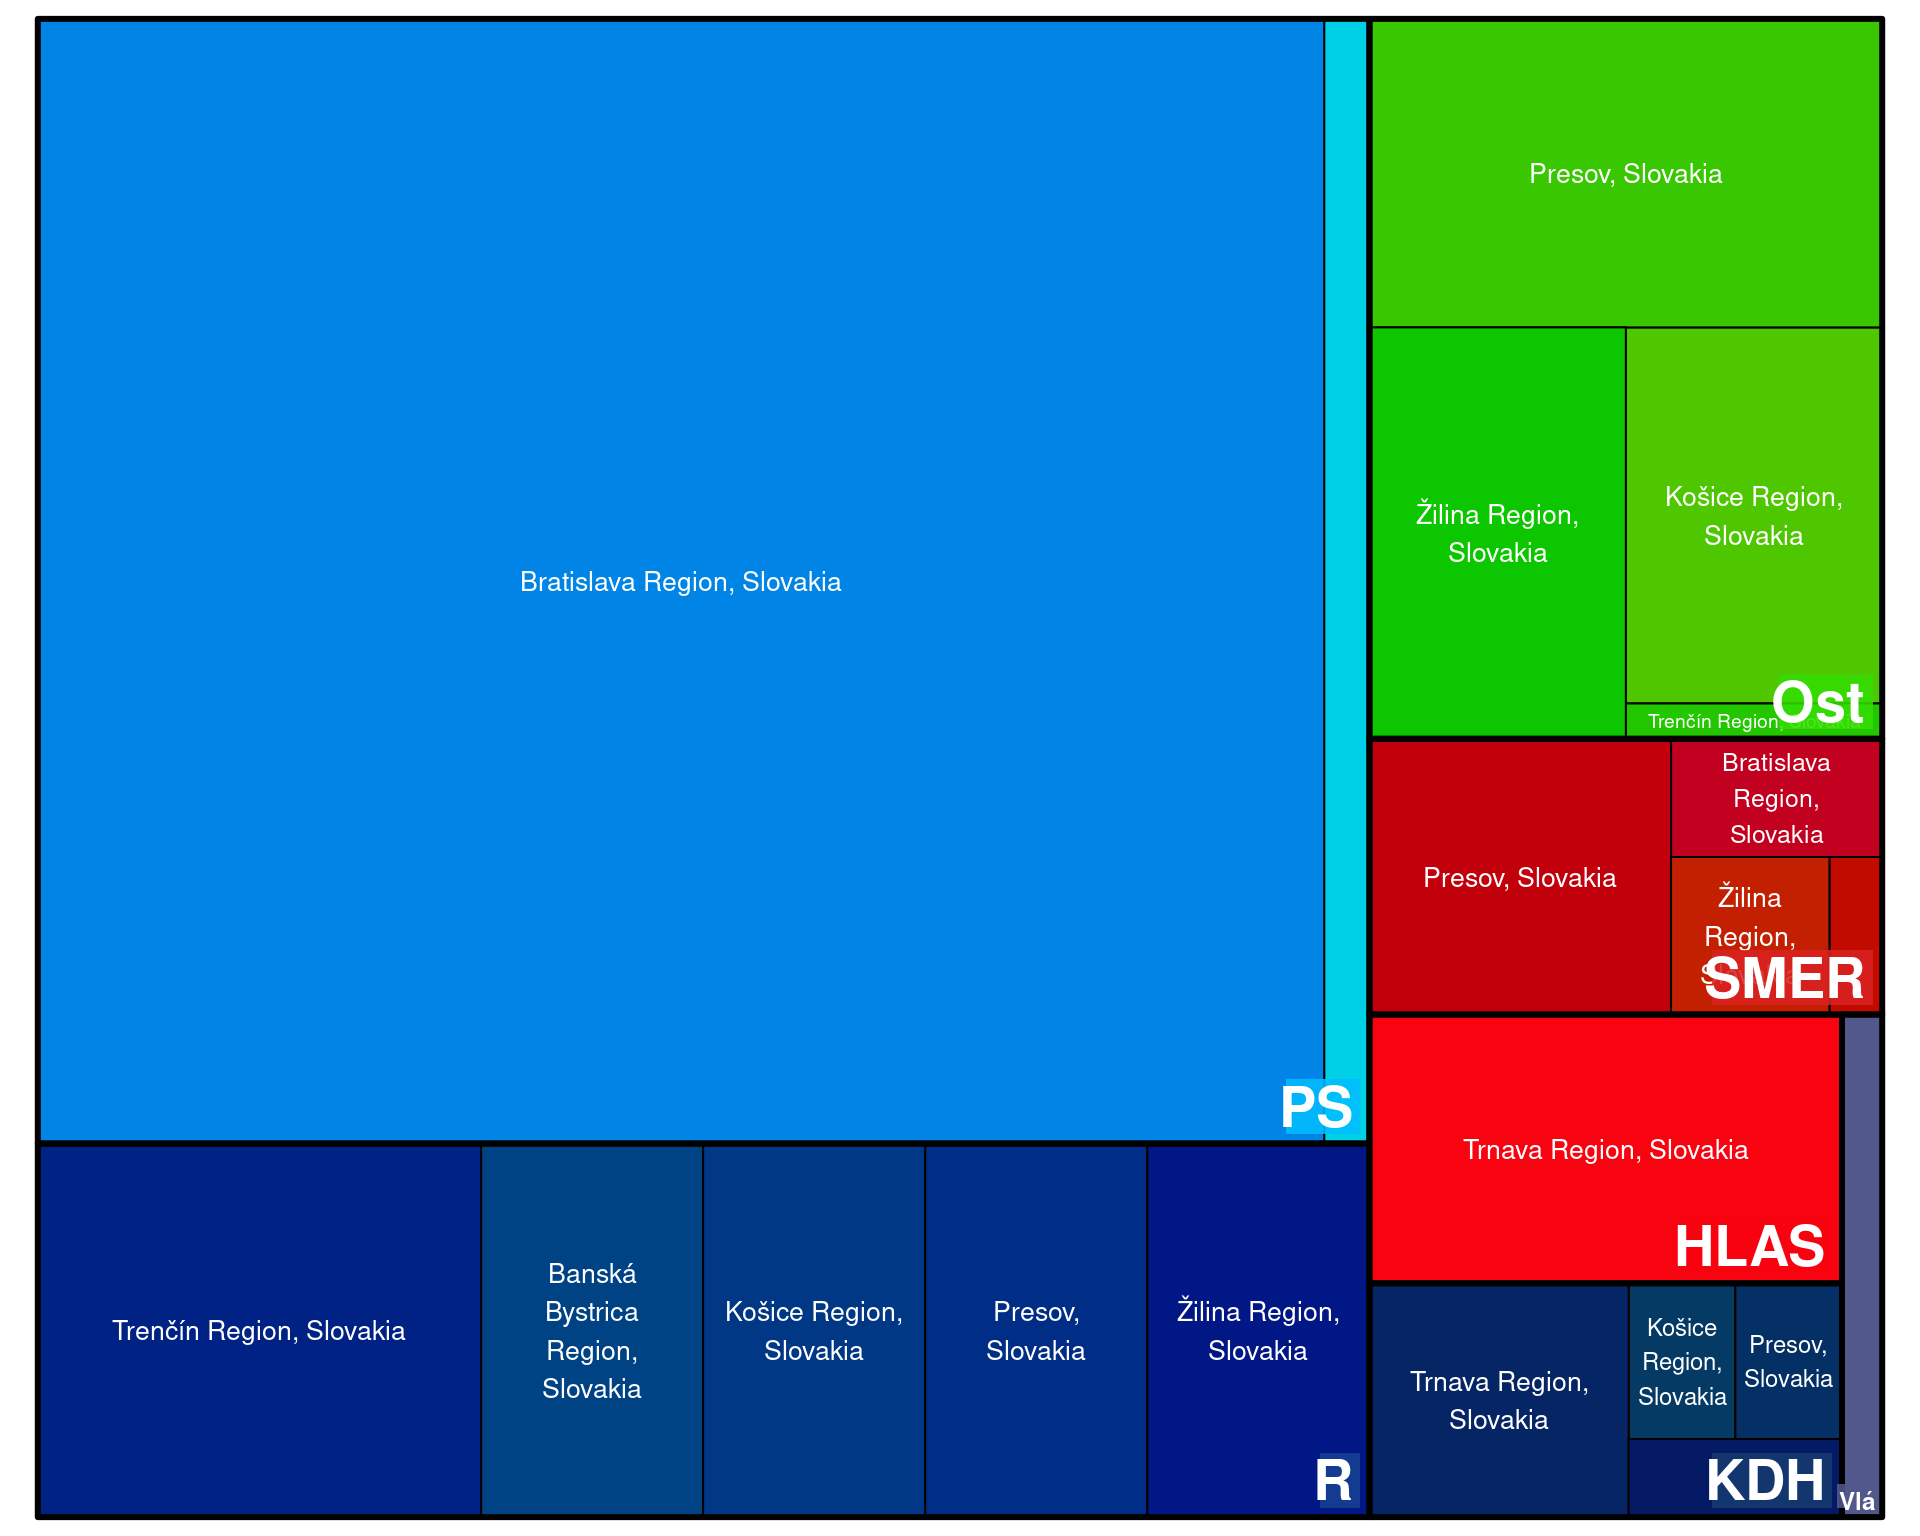 Bratislava Region, Slovakia
PS
Trenčín Region, Slovakia
Banská
Bystrica
Region,
Slovakia
Košice Region,
Slovakia
Presov,
Slovakia
Žilina Region,
Slovakia
R
Presov, Slovakia
Žilina Region,
Slovakia
Košice Region,
Slovakia
Trenčín Region, Slovakia
Ost
Presov, Slovakia
Bratislava
Region,
Slovakia
Žilina
Region,
SMER
Trnava Region, Slovakia
HLAS
Trnava Region,
Slovakia
Košice
Region,
Slovakia
Presov,
Slovakia
KDH
Vlá